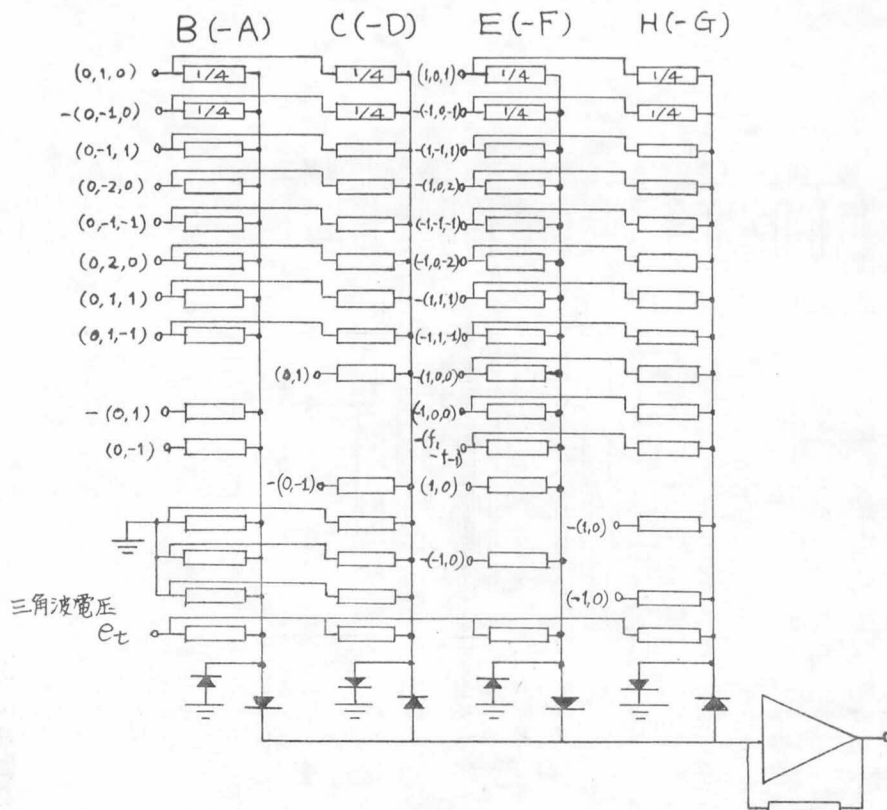 B(-A) C(-D) E(-F) H(-G)
(0,1,0) 1/4 1/4 (1,0,1) 1/4 1/4
-(0,-1,0) 1/4 1/4 -(-1,0,-1) 1/4 1/4
(0,-1,1) -(1,-1,1)
(0,-2,0) -(1,0,2)
(0,-1,-1) -(-1,-1,-1)
(0,2,0) -(-1,0,-2)
(0,1,1) -(1,1,1)
(0,1,-1) -(-1,1,-1)
(0,1) -(1,0,0)
-(0,1) -(-1,0,0)
(0,-1) -(f,t-1)
-(0,-1) (1,0)
-(1,0)
-(-1,0)
(-1,0)
三角波電圧
et